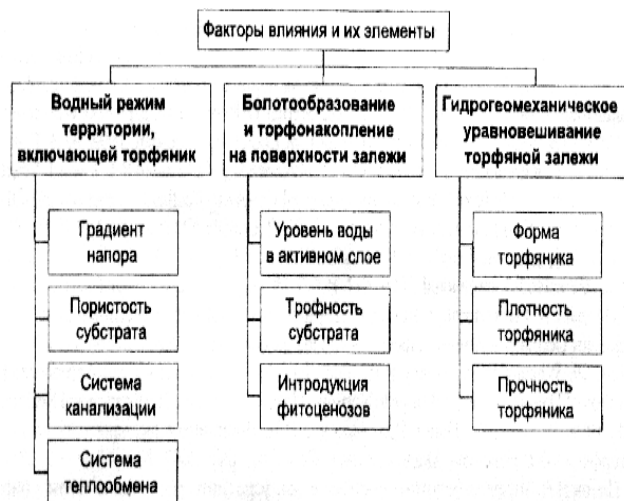 Факторы влияния и их элементы
Водный режим
территории,
включающей торфяник
Градиент
напора
Пористость
субстрата
Система
канализации
Система
теплообмена
Болотообразование
и торфонакопление
на поверхности залежи
Уровень воды
в активном слое
Трофность
субстрата
Интродукция
фитоценозов
Гидрогеомеханическое
уравновешивание
торфяной залежи
Форма
торфяника
Плотность
торфяника
Прочность
торфяника